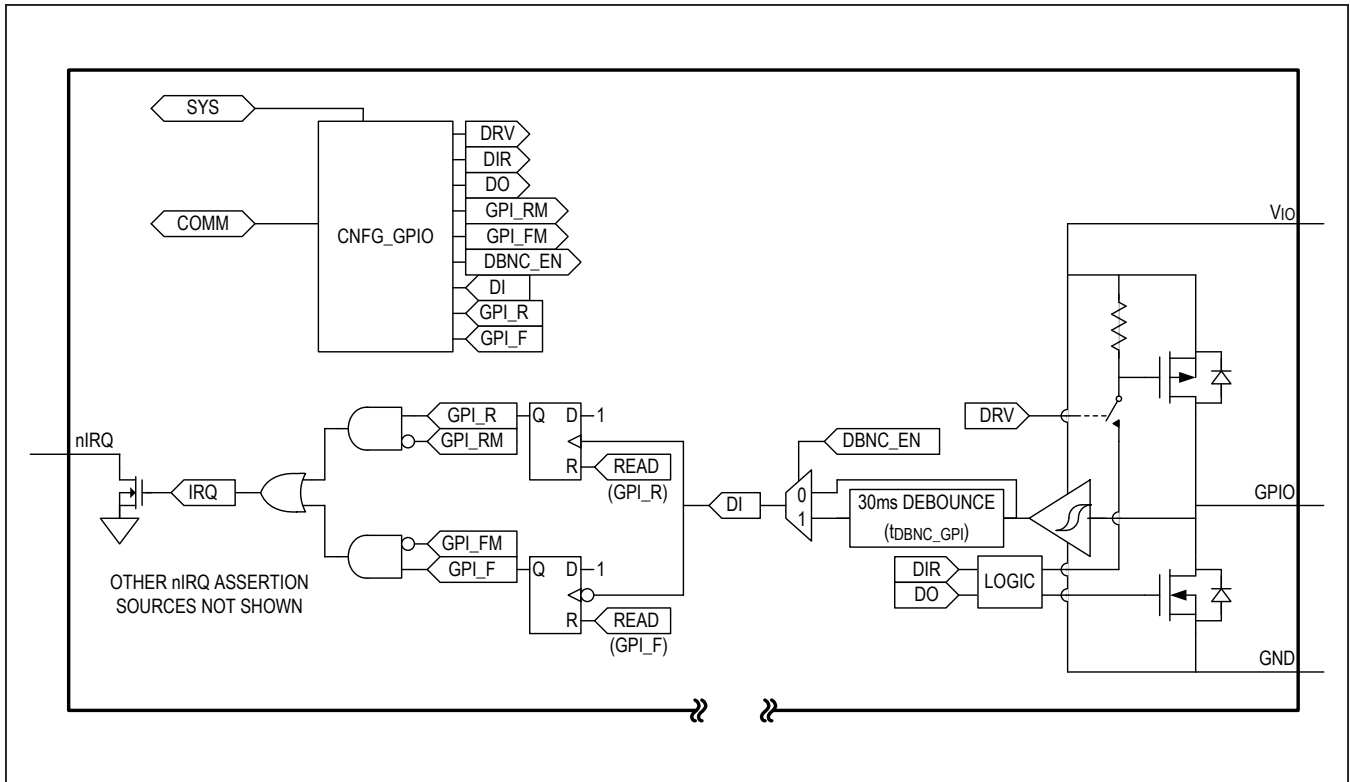 SYS
COMM
CNFG_GPIO
DRV
DIR
DO
GPI_RM
GPI_FM
DBNC_EN
DI
GPI_R
GPI_F
VIO
DRV
GPIO
GND
DBNC_EN
0
1
30ms DEBOUNCE
(tDBNC_GPI)
DIR
DO
LOGIC
DI
nIRQ
IRQ
GPI_R
GPI_RM
Q D 1
R
READ
(GPI_R)
GPI_FM
GPI_F
Q D 1
R
READ
(GPI_F)
OTHER nIRQ ASSERTION
SOURCES NOT SHOWN